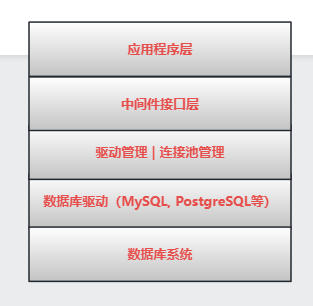 应用程序层
中间件接口层
驱动管理 | 连接池管理
数据库驱动（MySQL, PostgreSQL等）
数据库系统